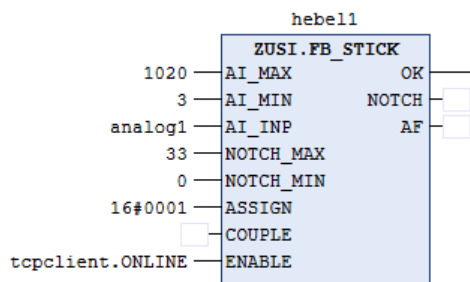 hebel1
ZUSI.FB_STICK
1020 AI_MAX OK
3 AI_MIN NOTCH
analog1 AI_INP AF
33 NOTCH_MAX
0 NOTCH_MIN
16#0001 ASSIGN
COUPLE
tcpclient.ONLINE ENABLE